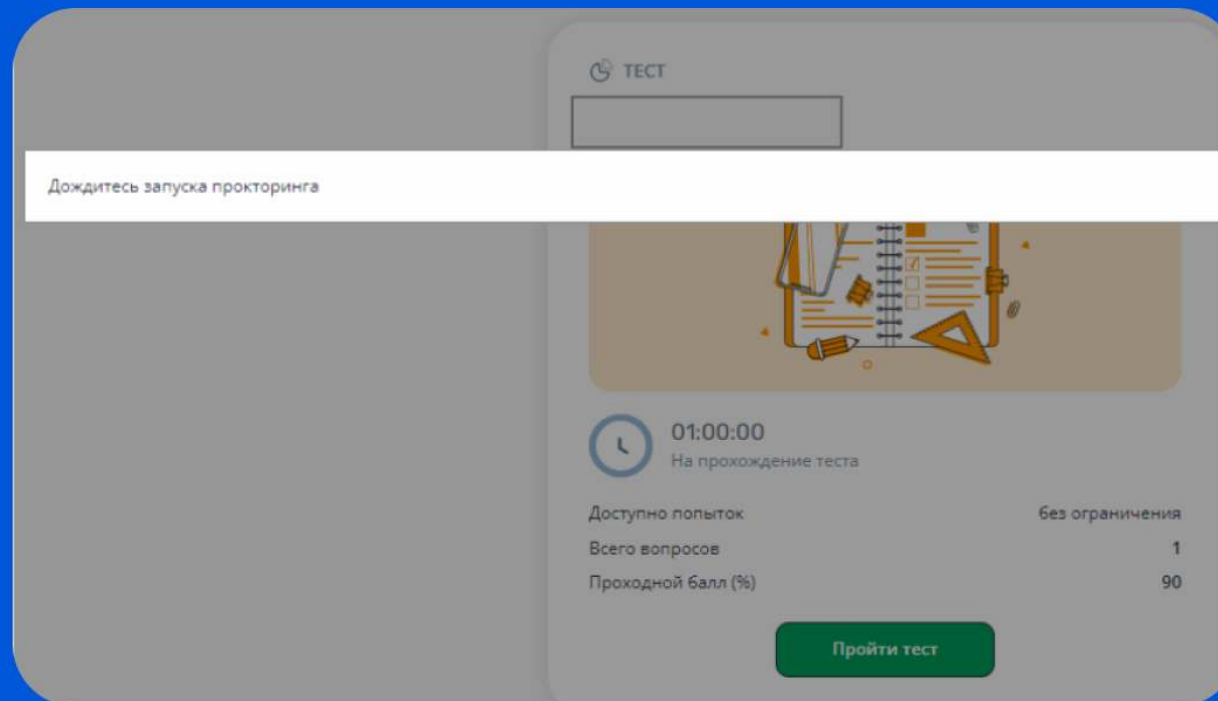 ТЕСТ
Дождитесь запуска прокторинга
01:00:00
На прохождение теста
Доступно попыток без ограничения
Всего вопросов 1
Проходной балл (%) 90
Пройти тест